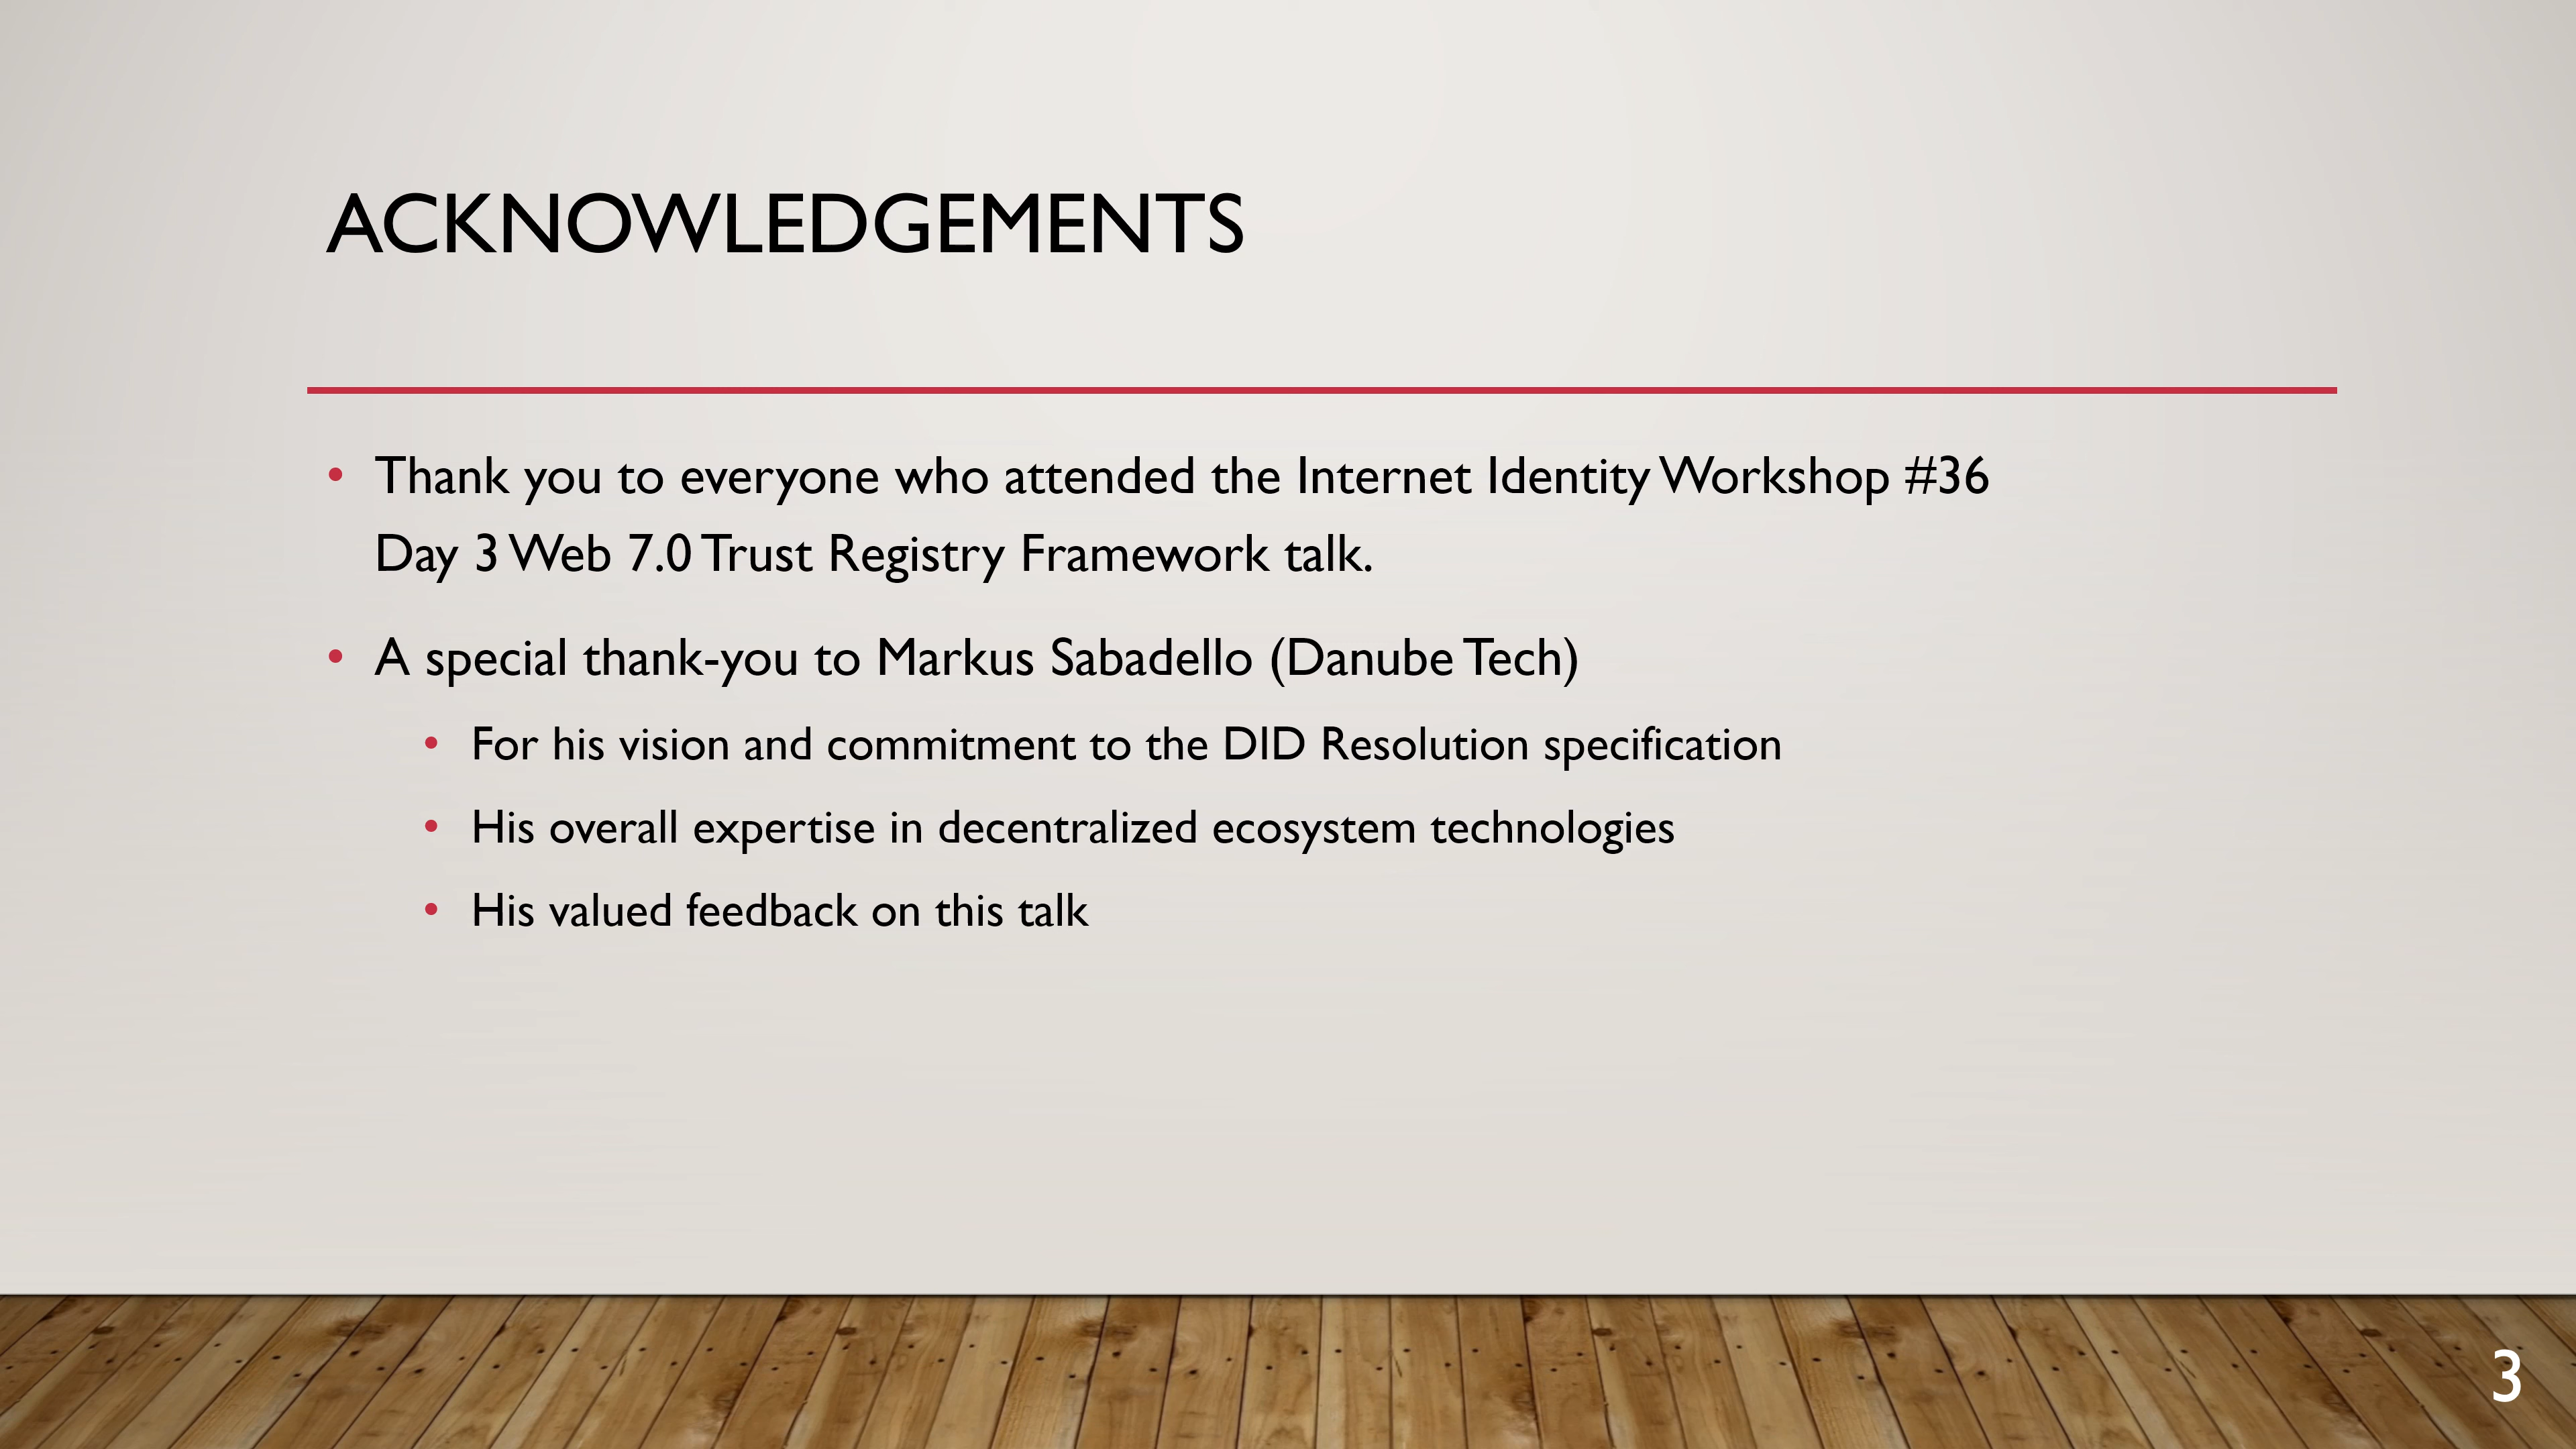 ACKNOWLEDGEMENTS
• Thank you to everyone who attended the Internet Identity Workshop #36
Day 3 Web 7.0 Trust Registry Framework talk.
• A special thank-you to Markus Sabadello (Danube Tech)
• For his vision and commitment to the DID Resolution specification
• His overall expertise in decentralized ecosystem technologies
• His valued feedback on this talk
3